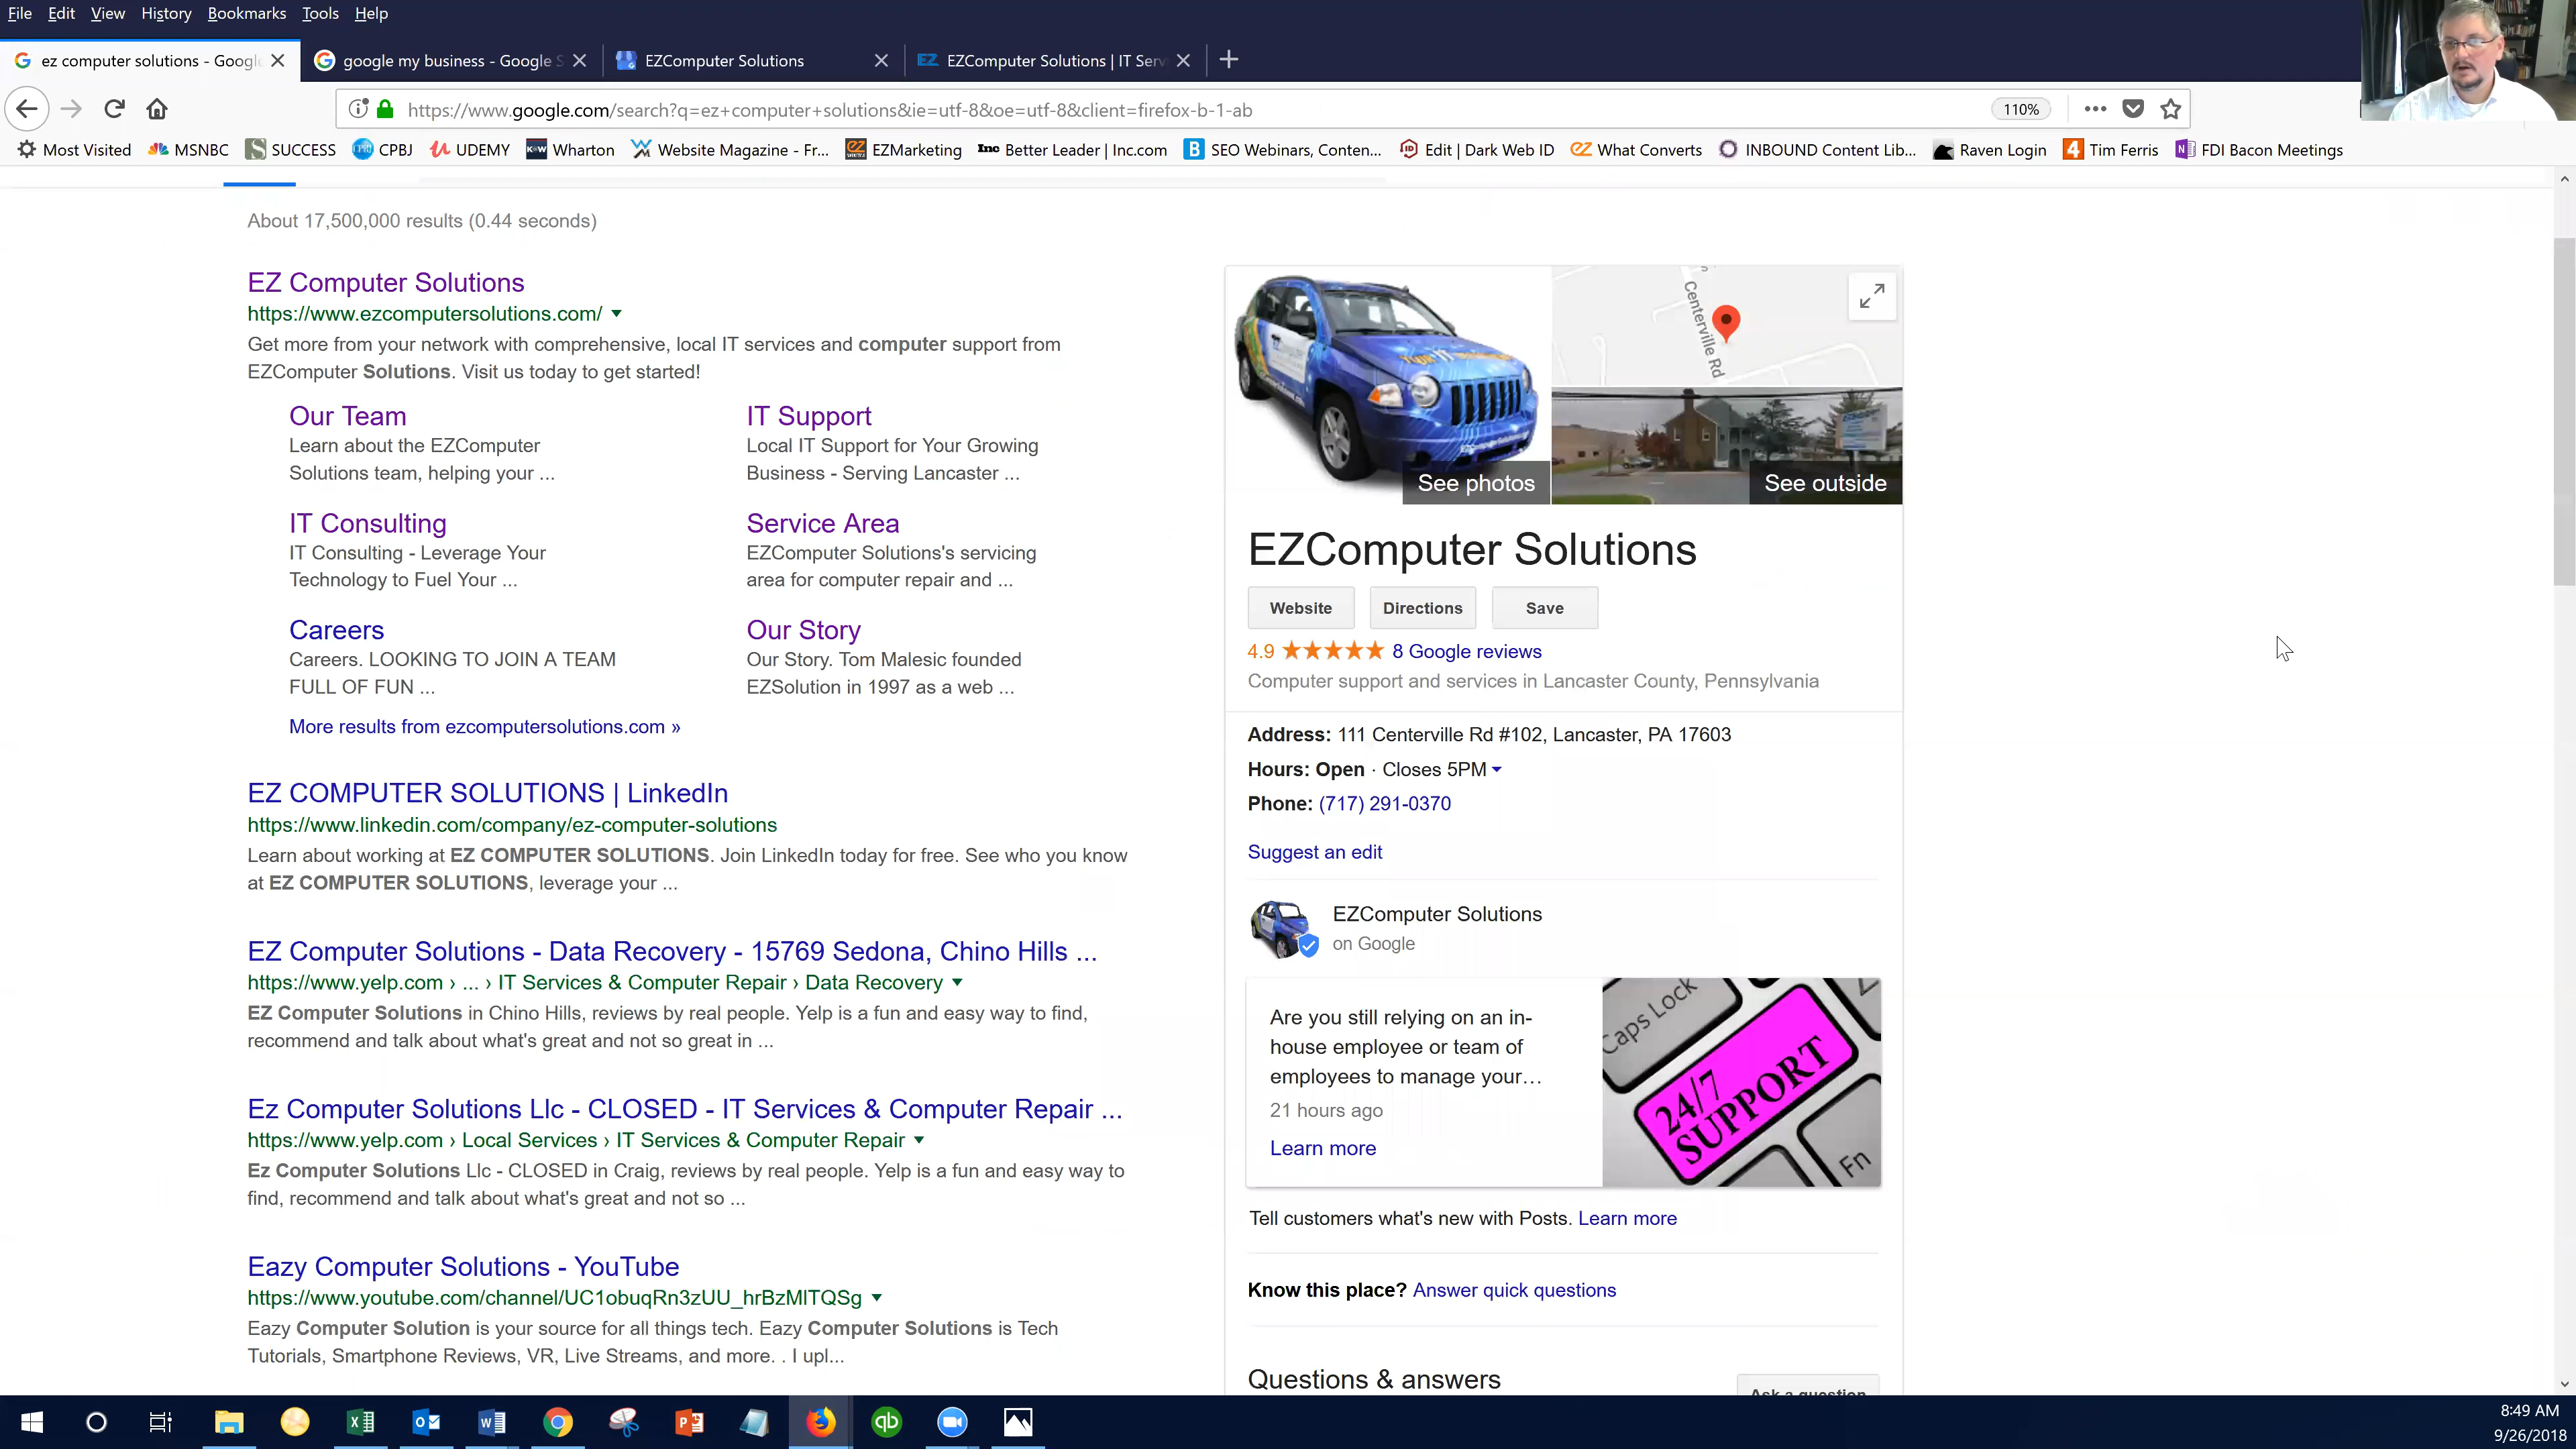 File Edit View History Bookmarks Tools Help
ez computer solutions - Google
google my business - Google S
EZComputer Solutions
EZ EZComputer Solutions | IT Serv
https://www.google.com/search?q=ez+computer+solutions&ie=utf-8&oe=utf-8&client=firefox-b-1-ab
110%
Most Visited MSNBC SUCCESS CPBJ UDEMY Wharton Website Magazine - Fr... EZMarketing Inc Better Leader | Inc.com SEO Webinars, Conten... Edit | Dark Web ID What Converts INBOUND Content Lib... Raven Login Tim Ferris FDI Bacon Meetings
About 17,500,000 results (0.44 seconds)
EZ Computer Solutions
https://www.ezcomputersolutions.com/
Get more from your network with comprehensive, local IT services and computer support from
EZComputer Solutions. Visit us today to get started!
Our Team
Learn about the EZComputer
Solutions team, helping your ...
IT Support
Local IT Support for Your Growing
Business - Serving Lancaster ...
IT Consulting
IT Consulting - Leverage Your
Technology to Fuel Your ...
Service Area
EZComputer Solutions's servicing
area for computer repair and ...
Careers
Careers. LOOKING TO JOIN A TEAM
FULL OF FUN ...
Our Story
Our Story. Tom Malesic founded
EZSolution in 1997 as a web ...
More results from ezcomputersolutions.com »
EZ COMPUTER SOLUTIONS | LinkedIn
https://www.linkedin.com/company/ez-computer-solutions
Learn about working at EZ COMPUTER SOLUTIONS. Join LinkedIn today for free. See who you know
at EZ COMPUTER SOLUTIONS, leverage your ...
EZ Computer Solutions - Data Recovery - 15769 Sedona, Chino Hills ...
https://www.yelp.com › ... › IT Services & Computer Repair › Data Recovery
EZ Computer Solutions in Chino Hills, reviews by real people. Yelp is a fun and easy way to find,
recommend and talk about what's great and not so great in ...
Ez Computer Solutions Llc - CLOSED - IT Services & Computer Repair ...
https://www.yelp.com › Local Services › IT Services & Computer Repair
Ez Computer Solutions Llc - CLOSED in Craig, reviews by real people. Yelp is a fun and easy way to
find, recommend and talk about what's great and not so ...
Eazy Computer Solutions - YouTube
https://www.youtube.com/channel/UC1obuqRn3zUU_hrBzMlTQSg
Eazy Computer Solution is your source for all things tech. Eazy Computer Solutions is Tech
Tutorials, Smartphone Reviews, VR, Live Streams, and more. . I upl...
Centerville Rd
See photos
See outside
EZComputer Solutions
Website Directions Save
4.9 8 Google reviews
Computer support and services in Lancaster County, Pennsylvania
Address: 111 Centerville Rd #102, Lancaster, PA 17603
Hours: Open · Closes 5PM
Phone: (717) 291-0370
Suggest an edit
EZComputer Solutions
on Google
Are you still relying on an in-
house employee or team of
employees to manage your...
21 hours ago
Learn more
Caps Lock
24/7
SUPPORT
Fn
Tell customers what's new with Posts. Learn more
Know this place? Answer quick questions
Questions & answers
Ask a question
8:49 AM
9/26/2018